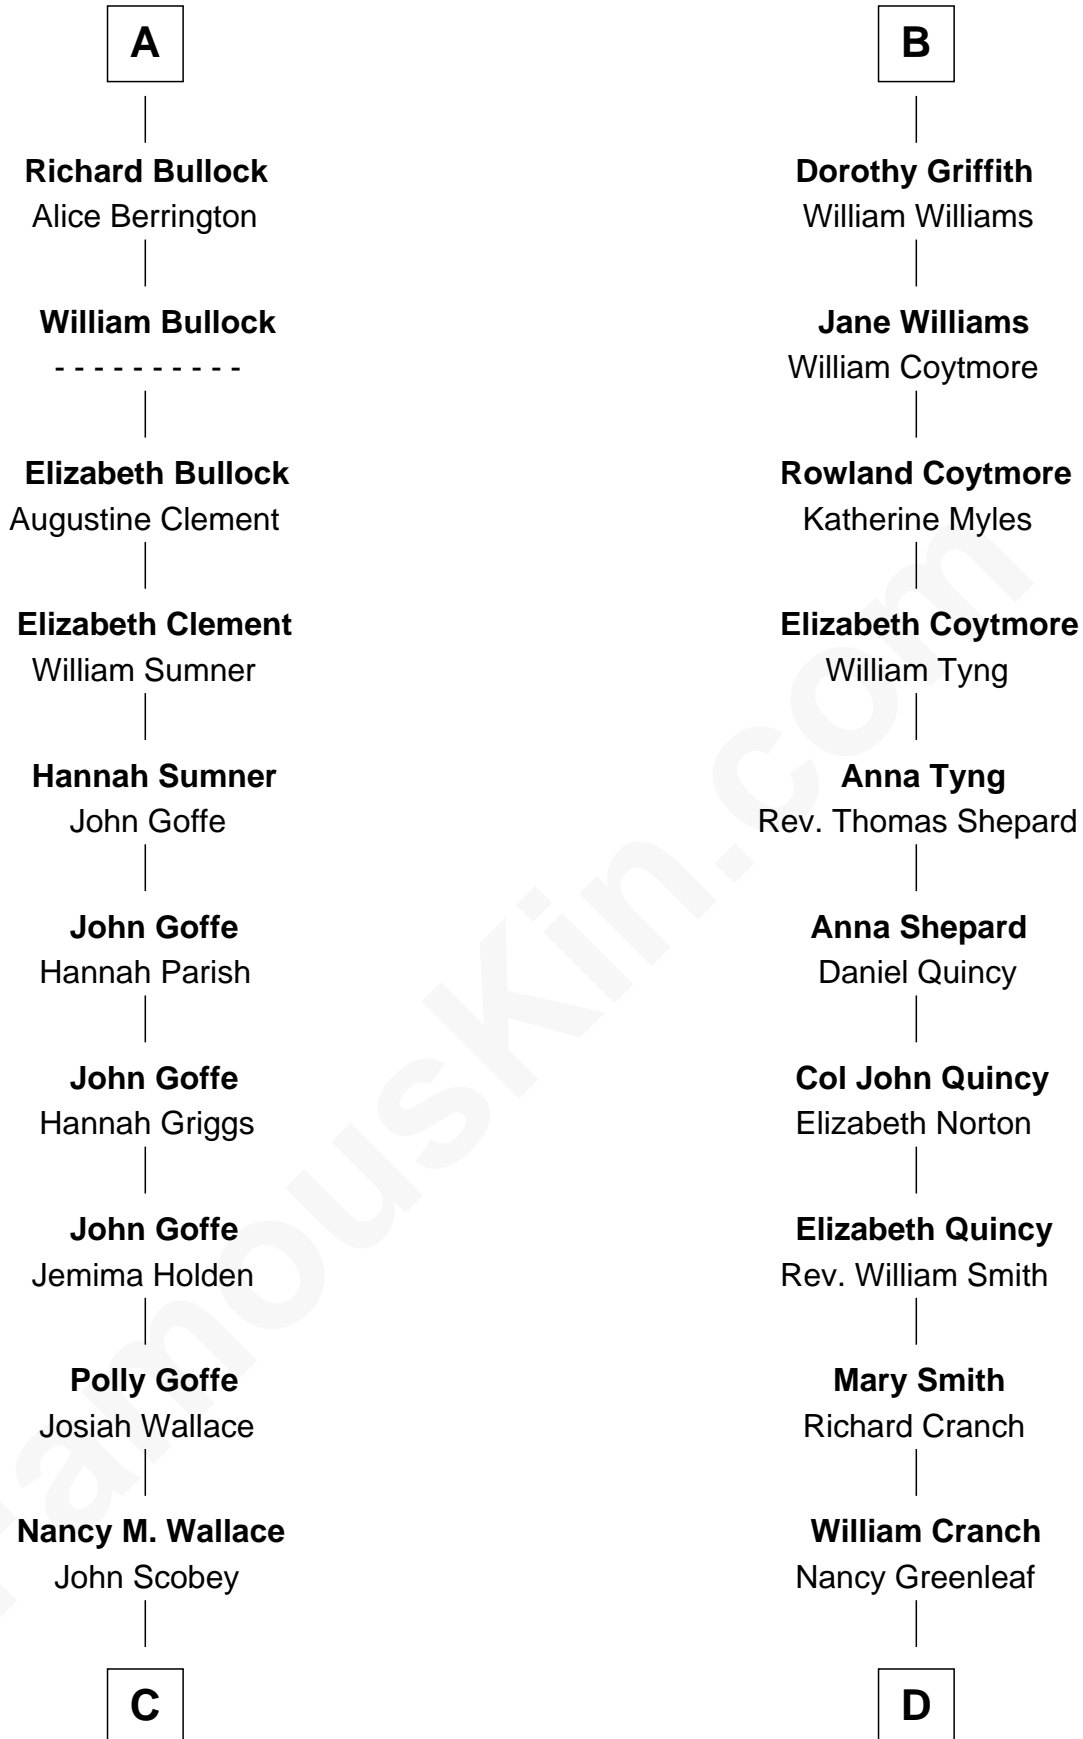 A
Richard Bullock
Alice Berrington
William Bullock
- - - - - - - - - -
Elizabeth Bullock
Augustine Clement
Elizabeth Clement
William Sumner
Hannah Sumner
John Goffe
John Goffe
Hannah Parish
John Goffe
Hannah Griggs
John Goffe
Jemima Holden
Polly Goffe
Josiah Wallace
Nancy M. Wallace
John Scobey
C
B
Dorothy Griffith
William Williams
Jane Williams
William Coytmore
Rowland Coytmore
Katherine Myles
Elizabeth Coytmore
William Tyng
Anna Tyng
Rev. Thomas Shepard
Anna Shepard
Daniel Quincy
Col John Quincy
Elizabeth Norton
Elizabeth Quincy
Rev. William Smith
Mary Smith
Richard Cranch
William Cranch
Nancy Greenleaf
D
FamousKin.com